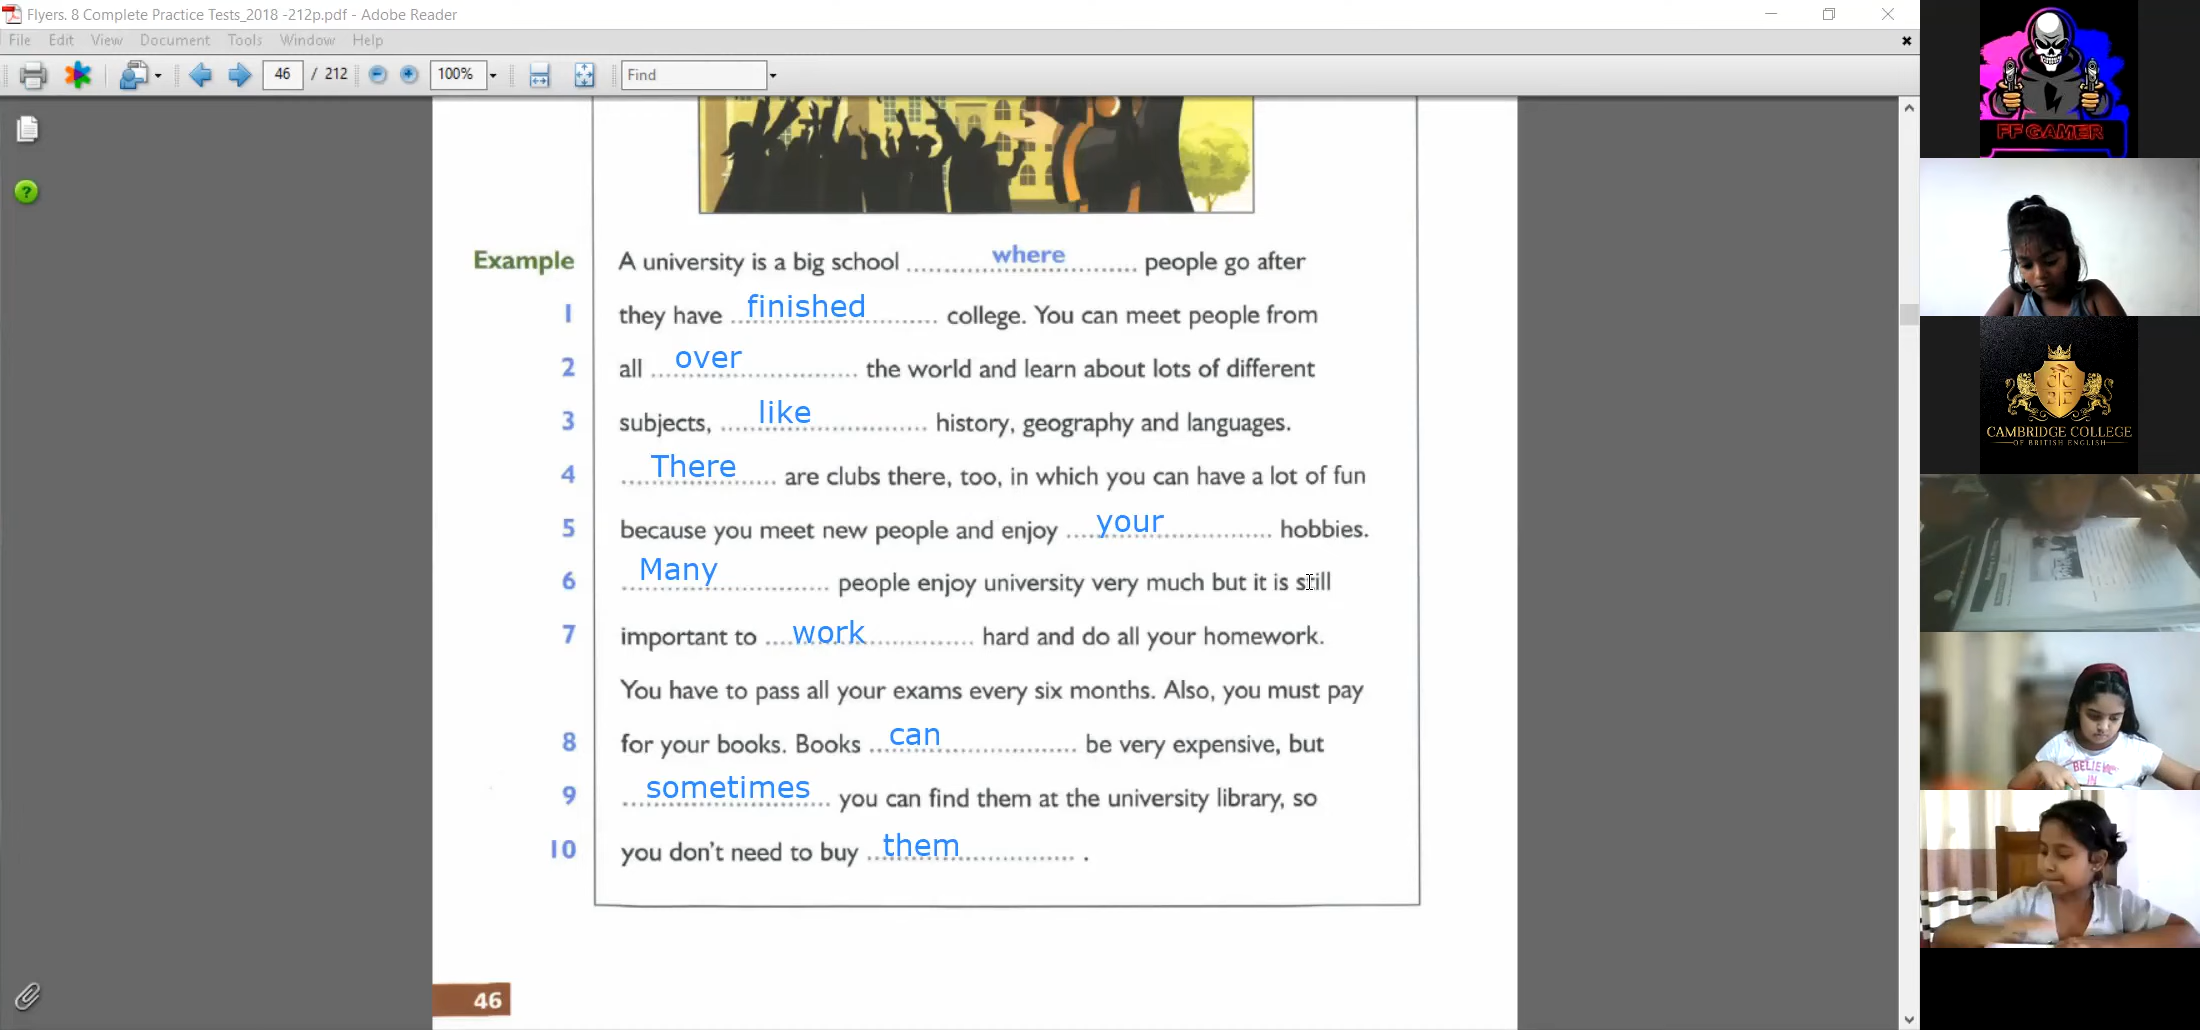 Flyers. 8 Complete Practice Tests_2018 -212p.pdf - Adobe Reader
File Edit View Document Tools Window Help
46 / 212 100% Find
Example A university is a big school where people go after
1 they have finished college. You can meet people from
2 all over the world and learn about lots of different
3 subjects, like history, geography and languages.
4 There are clubs there, too, in which you can have a lot of fun
5 because you meet new people and enjoy your hobbies.
6 Many people enjoy university very much but it is still
7 important to work hard and do all your homework.
You have to pass all your exams every six months. Also, you must pay
8 for your books. Books can be very expensive, but
9 sometimes you can find them at the university library, so
10 you don't need to buy them .
46
FF GAMER
CCBE
CAMBRIDGE COLLEGE
OF BRITISH ENGLISH
BELIEVE
IN